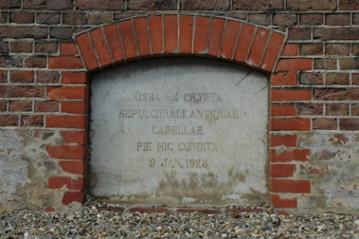 OSSA EX CRYPTA
SEPULCHRALI ANTIQUAE
CAPELLAE
PIE HIC CONDITA
9 JAN. 1928